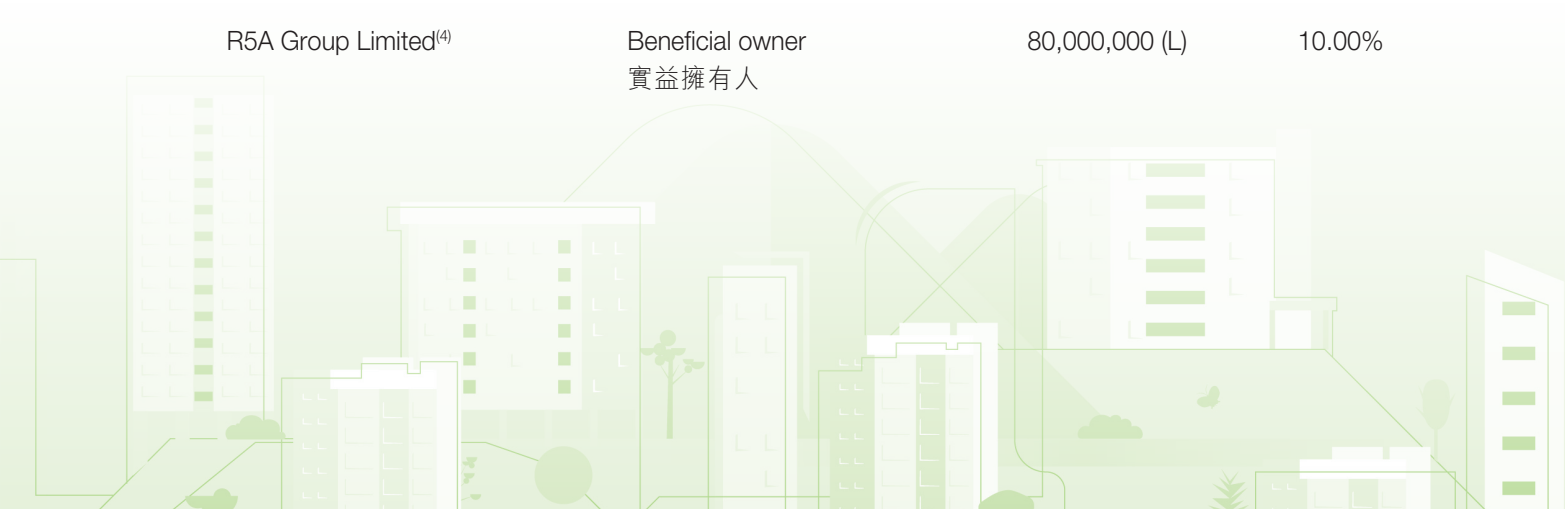 R5A Group Limited(4) Beneficial owner 80,000,000 (L) 10.00%
實益擁有人